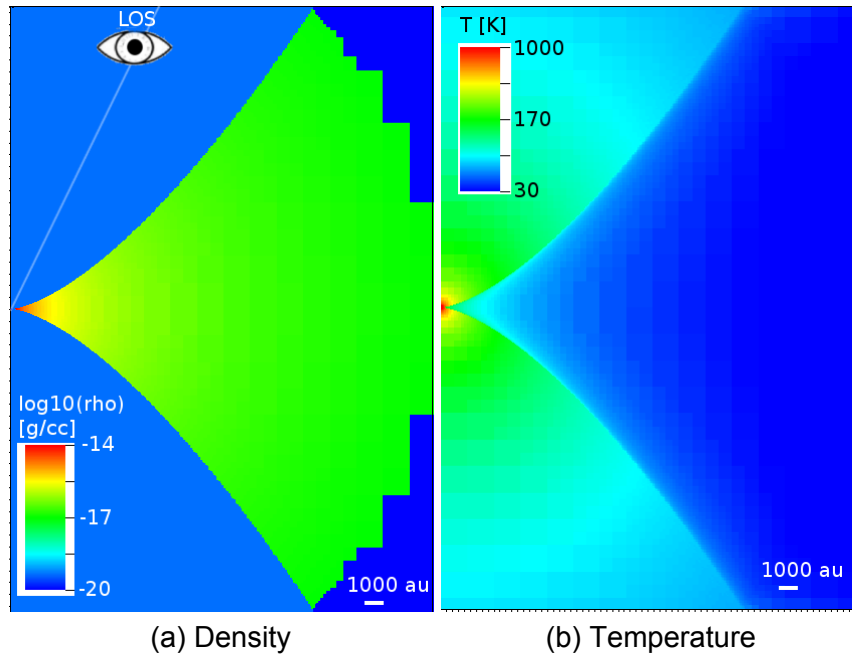 LOS
log10(rho)
[g/cc]
-14
-17
-20
1000 au
(a) Density
T [K]
1000
170
30
1000 au
(b) Temperature